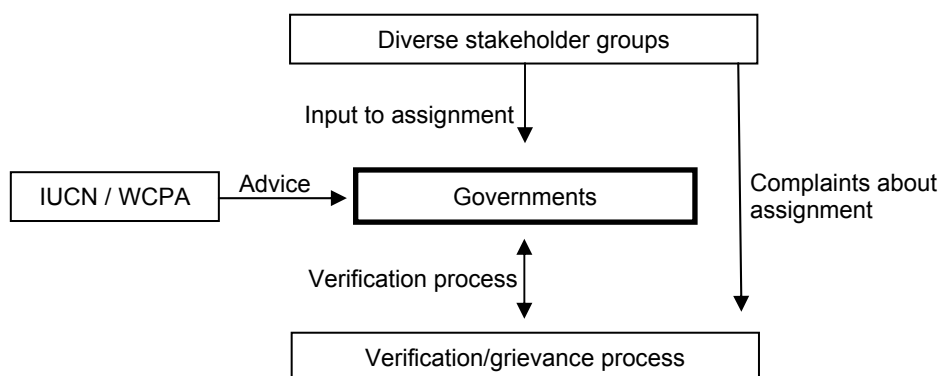 Diverse stakeholder groups
Input to assignment
IUCN / WCPA
Advice
Governments
Complaints about
assignment
Verification process
Verification/grievance process